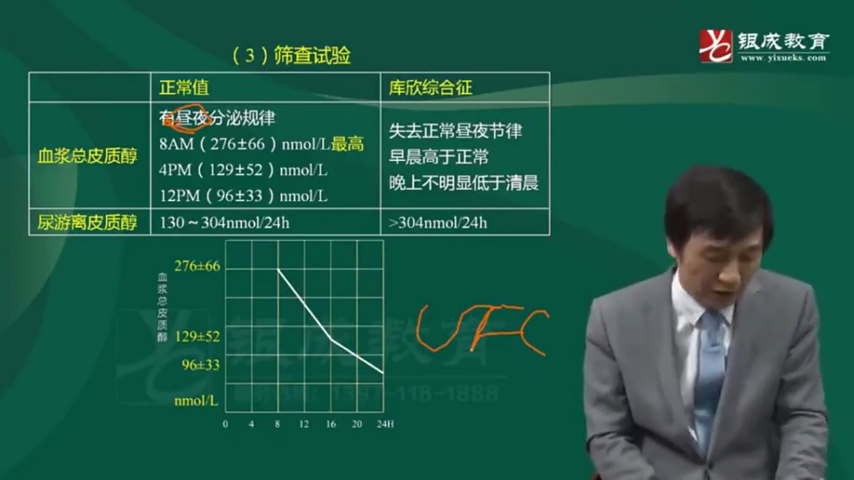 （3）筛查试验
银成教育
www.yixueks.com
正常值
库欣综合征
血浆总皮质醇
有昼夜分泌规律
8AM（276±66）nmol/L最高
4PM（129±52）nmol/L
12PM（96±33）nmol/L
失去正常昼夜节律
早晨高于正常
晚上不明显低于清晨
尿游离皮质醇
130～304nmol/24h
>304nmol/24h
血浆总皮质醇
276±66
129±52
96±33
nmol/L
0 4 8 12 16 20 24H
UFC
银成教育